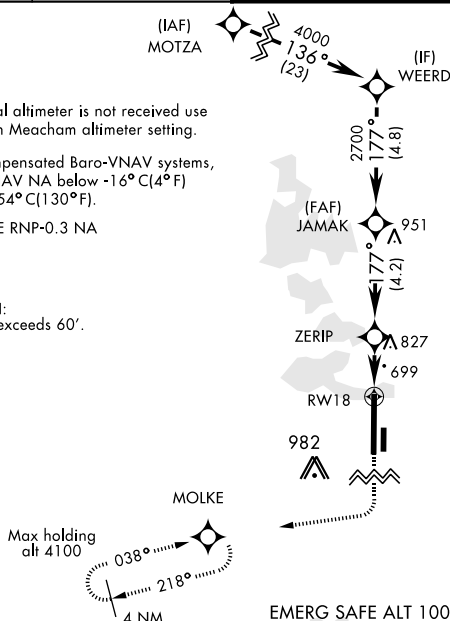 (IAF)
MOTZA
4000
136°
(23)
(IF)
WEERD
al altimeter is not received use
n Meacham altimeter setting.
pensated Baro-VNAV systems,
AV NA below -16°C(4°F)
54°C(130°F).
E RNP-0.3 NA
:
exceeds 60'.
2700
177°
(4.8)
(FAF)
JAMAK
951
177°
(4.2)
ZERIP
827
699
RW18
982
MOLKE
Max holding
alt 4100
038°
218°
4 NM
EMERG SAFE ALT 100